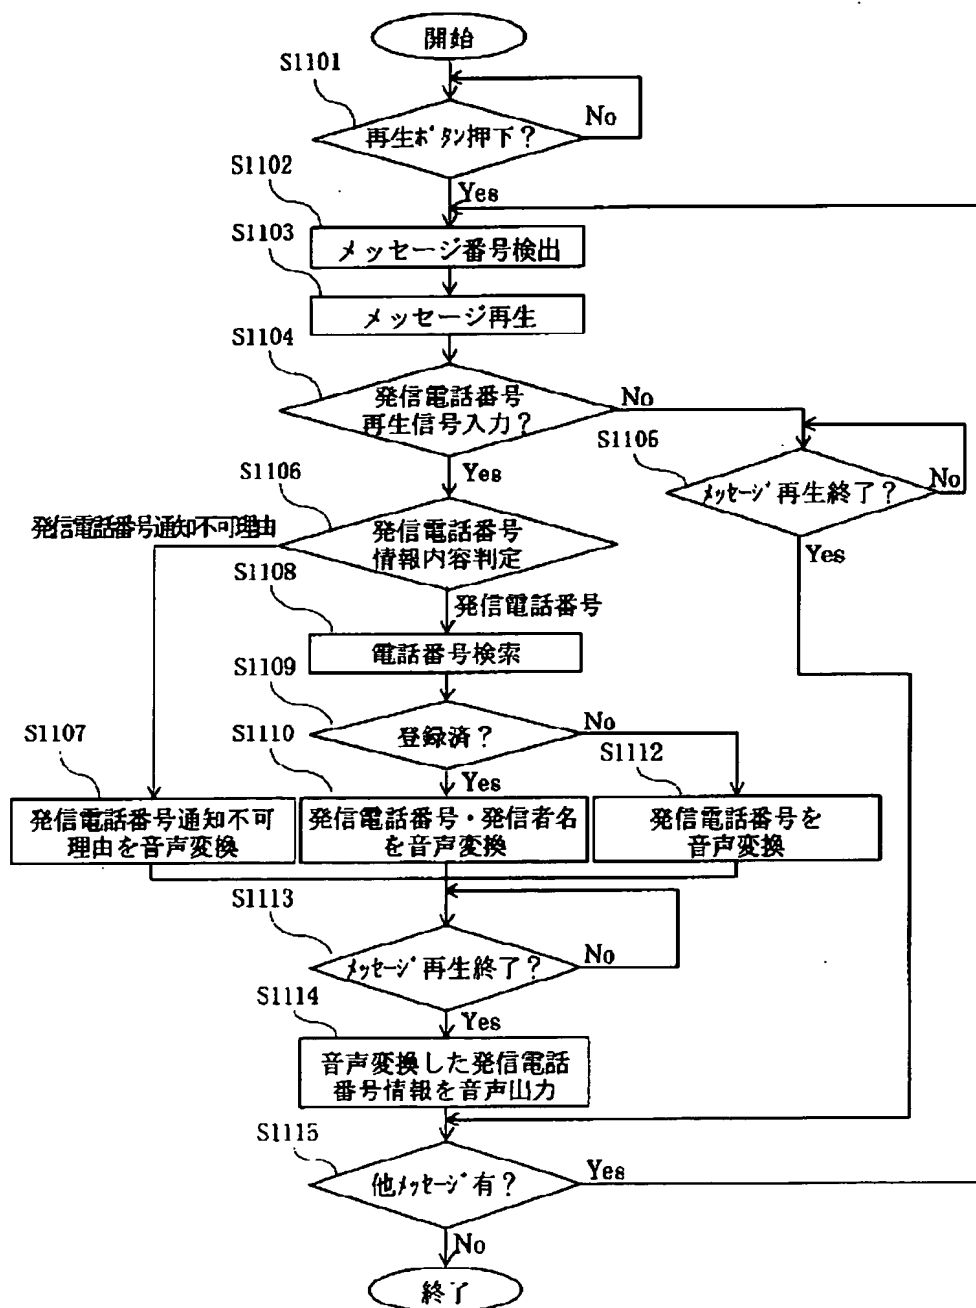 開始
S1101
No
再生ボタン押下？
S1102
Yes
S1103
メッセージ番号検出
メッセージ再生
S1104
発信電話番号
再生信号入力？
No
S1105
S1106
Yes
メッセージ再生終了？
No
発信電話番号通知不可理由
発信電話番号
情報内容判定
Yes
S1108
発信電話番号
電話番号検索
S1109
登録済？
No
S1107
S1110
Yes
S1112
発信電話番号通知不可
理由を音声変換
発信電話番号・発信者名
を音声変換
発信電話番号を
音声変換
S1113
メッセージ再生終了？
No
S1114
Yes
音声変換した発信電話
番号情報を音声出力
S1115
他メッセージ有？
Yes
No
終了